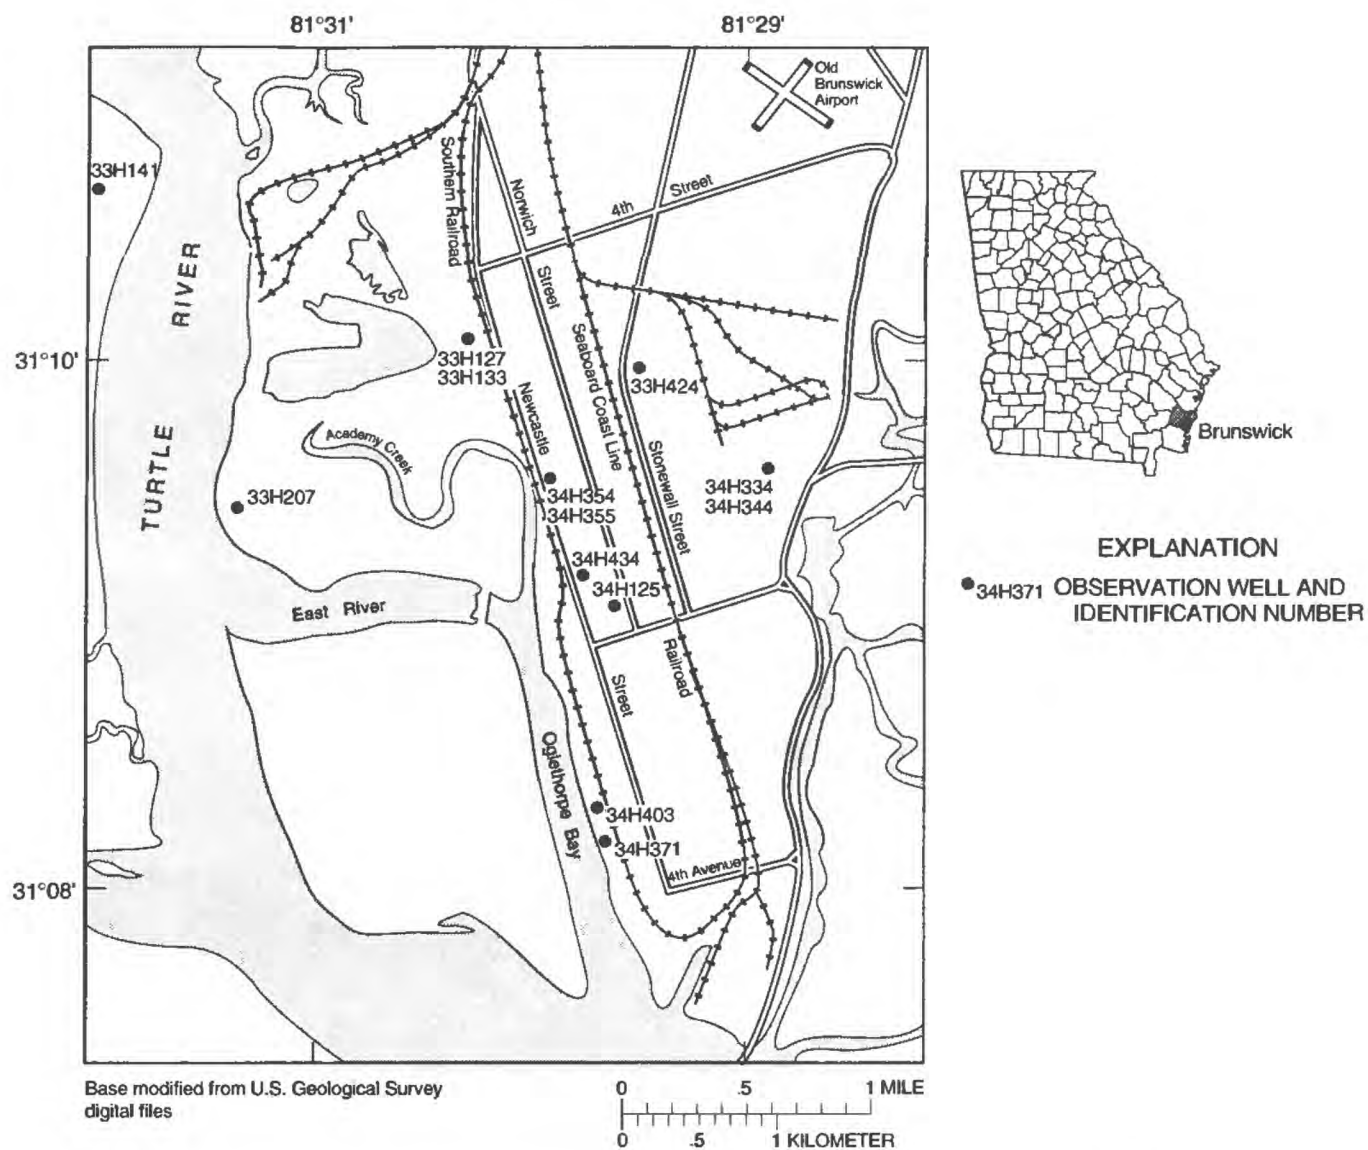 81°31'
81°29'
Old
Brunswick
Airport
33H141
Southern Railroad
Norwich
4th
Street
TURTLE
RIVER
31°10'
33H127
33H133
Street
Seaboard Coast Line
33H424
Newcastle
Academy Creek
Stonewall Street
33H207
34H354
34H355
34H334
34H344
34H434
34H125
East River
Railroad
Street
Oglethorpe Bay
34H403
34H371
4th Avenue
31°08'
Brunswick
EXPLANATION
34H371 OBSERVATION WELL AND
IDENTIFICATION NUMBER
Base modified from U.S. Geological Survey
digital files
0 .5 1 MILE
0 .5 1 KILOMETER